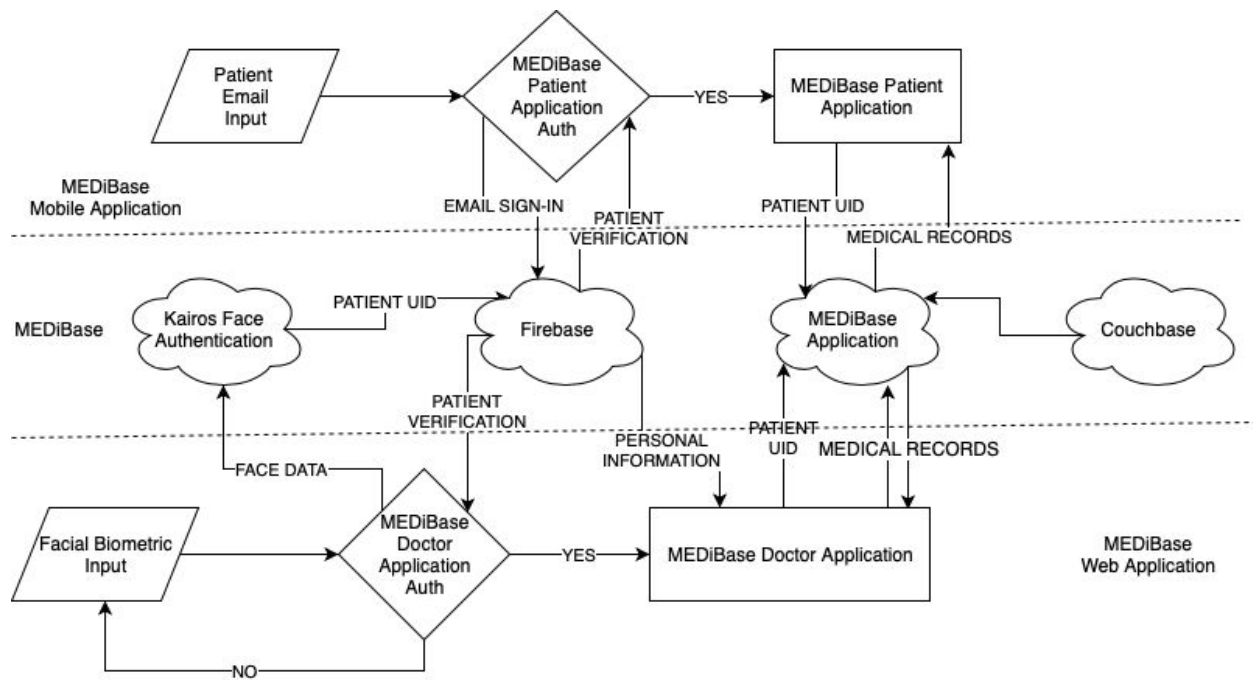 Patient
Email
Input
MEDiBase
Patient
Application
Auth
YES
MEDiBase Patient
Application
MEDiBase
Mobile Application
EMAIL SIGN-IN
PATIENT
VERIFICATION
PATIENT UID
MEDICAL RECORDS
MEDiBase
Kairos Face
Authentication
PATIENT UID
Firebase
MEDiBase
Application
Couchbase
PATIENT
VERIFICATION
PERSONAL
INFORMATION
PATIENT
UID
MEDICAL RECORDS
FACE DATA
Facial Biometric
Input
MEDiBase
Doctor
Application
Auth
YES
MEDiBase Doctor Application
MEDiBase
Web Application
NO